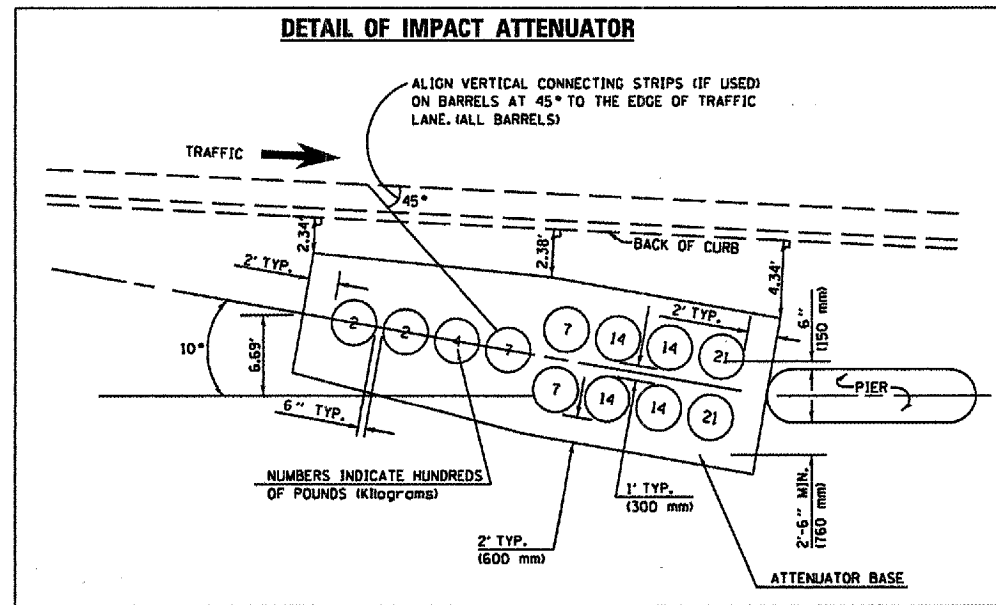 DETAIL OF IMPACT ATTENUATOR
ALIGN VERTICAL CONNECTING STRIPS (IF USED)
ON BARRELS AT 45° TO THE EDGE OF TRAFFIC
LANE. (ALL BARRELS)
TRAFFIC
45°
BACK OF CURB
2.34'
2.38'
4.34'
2' TYP.
2' TYP.
6"
(150 mm)
10°
6.69'
2
2
4
7
7
14
14
21
7
14
14
21
PIER
6" TYP.
NUMBERS INDICATE HUNDREDS
OF POUNDS (Kilograms)
1' TYP.
(300 mm)
2' TYP.
(600 mm)
2'-6" MIN.
(760 mm)
ATTENUATOR BASE